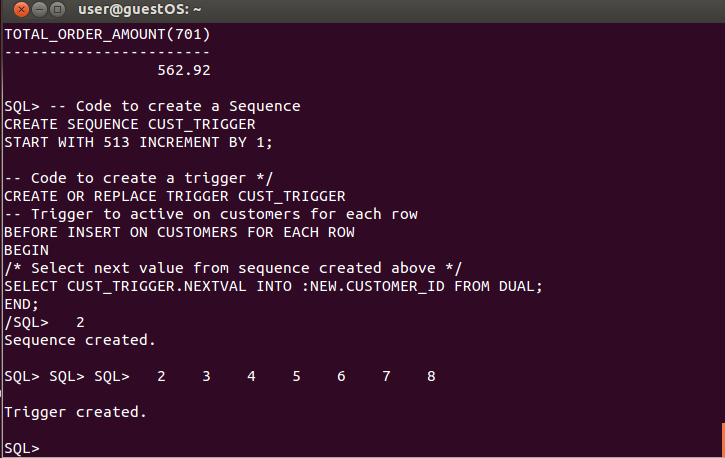 user@guestOS: ~
TOTAL_ORDER_AMOUNT(701)
-----------------------
562.92
SQL> -- Code to create a Sequence
CREATE SEQUENCE CUST_TRIGGER
START WITH 513 INCREMENT BY 1;
-- Code to create a trigger */
CREATE OR REPLACE TRIGGER CUST_TRIGGER
-- Trigger to active on customers for each row
BEFORE INSERT ON CUSTOMERS FOR EACH ROW
BEGIN
/* Select next value from sequence created above */
SELECT CUST_TRIGGER.NEXTVAL INTO :NEW.CUSTOMER_ID FROM DUAL;
END;
/SQL>   2
Sequence created.
SQL> SQL> SQL>   2    3    4    5    6    7    8
Trigger created.
SQL>